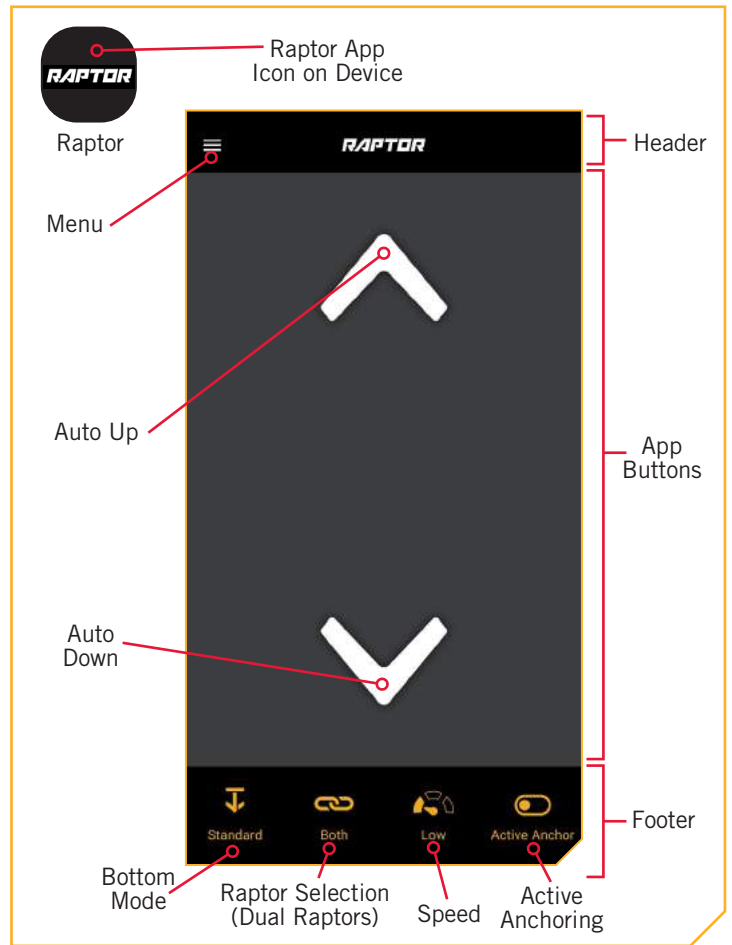 Raptor App
Icon on Device
RAPTOR
Raptor
RAPTOR
Header
Menu
Auto Up
App
Buttons
Auto
Down
Standard
Both
Low
Active Anchor
Footer
Bottom
Mode
Raptor Selection
(Dual Raptors)
Speed
Active
Anchoring